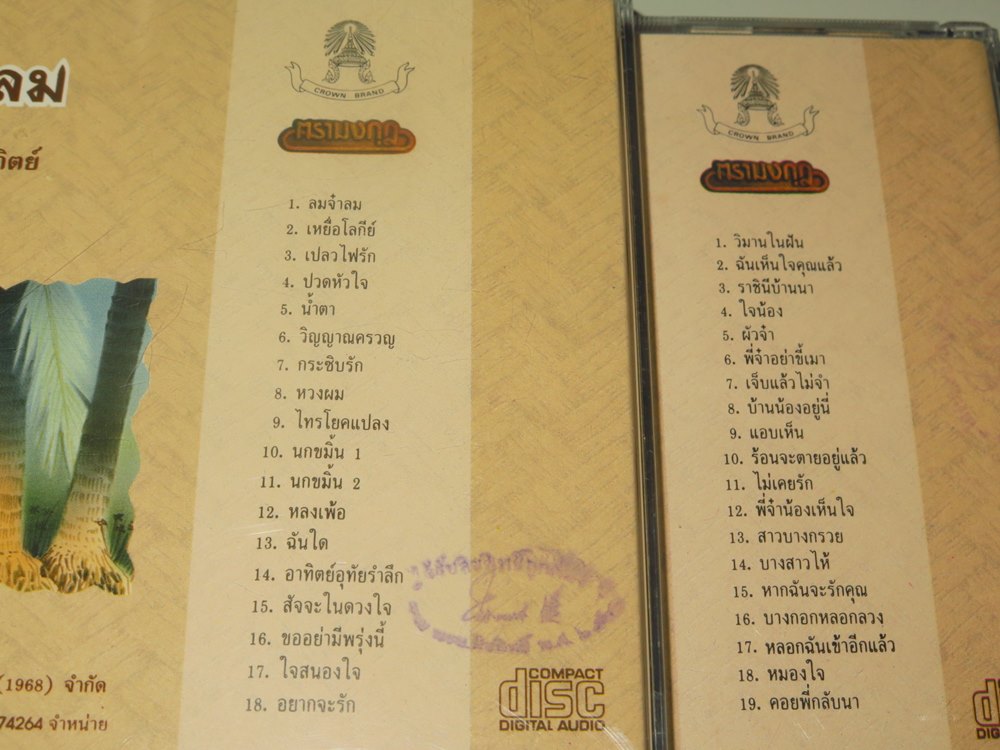 ลม
CROWN BRAND
ตรามงกุฎ
1. ลมจ๋าลม
2. เหยื่อโลกีย์
3. เปลวไฟรัก
4. ปวดหัวใจ
5. น้ำตา
6. วิญญาณครวญ
7. กระซิบรัก
8. หวงผม
9. ไทรโยคแปลง
10. นกขมิ้น 1
11. นกขมิ้น 2
12. หลงเพ้อ
13. ฉันใด
14. อาทิตย์อุทัยรำลึก
15. สัจจะในดวงใจ
16. ขออย่ามีพรุ่งนี้
17. ใจสนองใจ
18. อยากจะรัก
(1968) จำกัด
74264 จำหน่าย
COMPACT
disc
DIGITAL AUDIO
CROWN BRAND
ตรามงกุฎ
1. วิมานในฝัน
2. ฉันเห็นใจคุณแล้ว
3. ราชินีบ้านนา
4. ใจน้อง
5. ผัวจ๋า
6. พี่จ๋าอย่าขี้เมา
7. เจ็บแล้วไม่จำ
8. บ้านน้องอยู่นี่
9. แอบเห็น
10. ร้อนจะตายอยู่แล้ว
11. ไม่เคยรัก
12. พี่จ๋าน้องเห็นใจ
13. สาวบางกรวย
14. บางสาวไห้
15. หากฉันจะรักคุณ
16. บางกอกหลอกลวง
17. หลอกฉันเข้าอีกแล้ว
18. หมองใจ
19. คอยพี่กลับนา